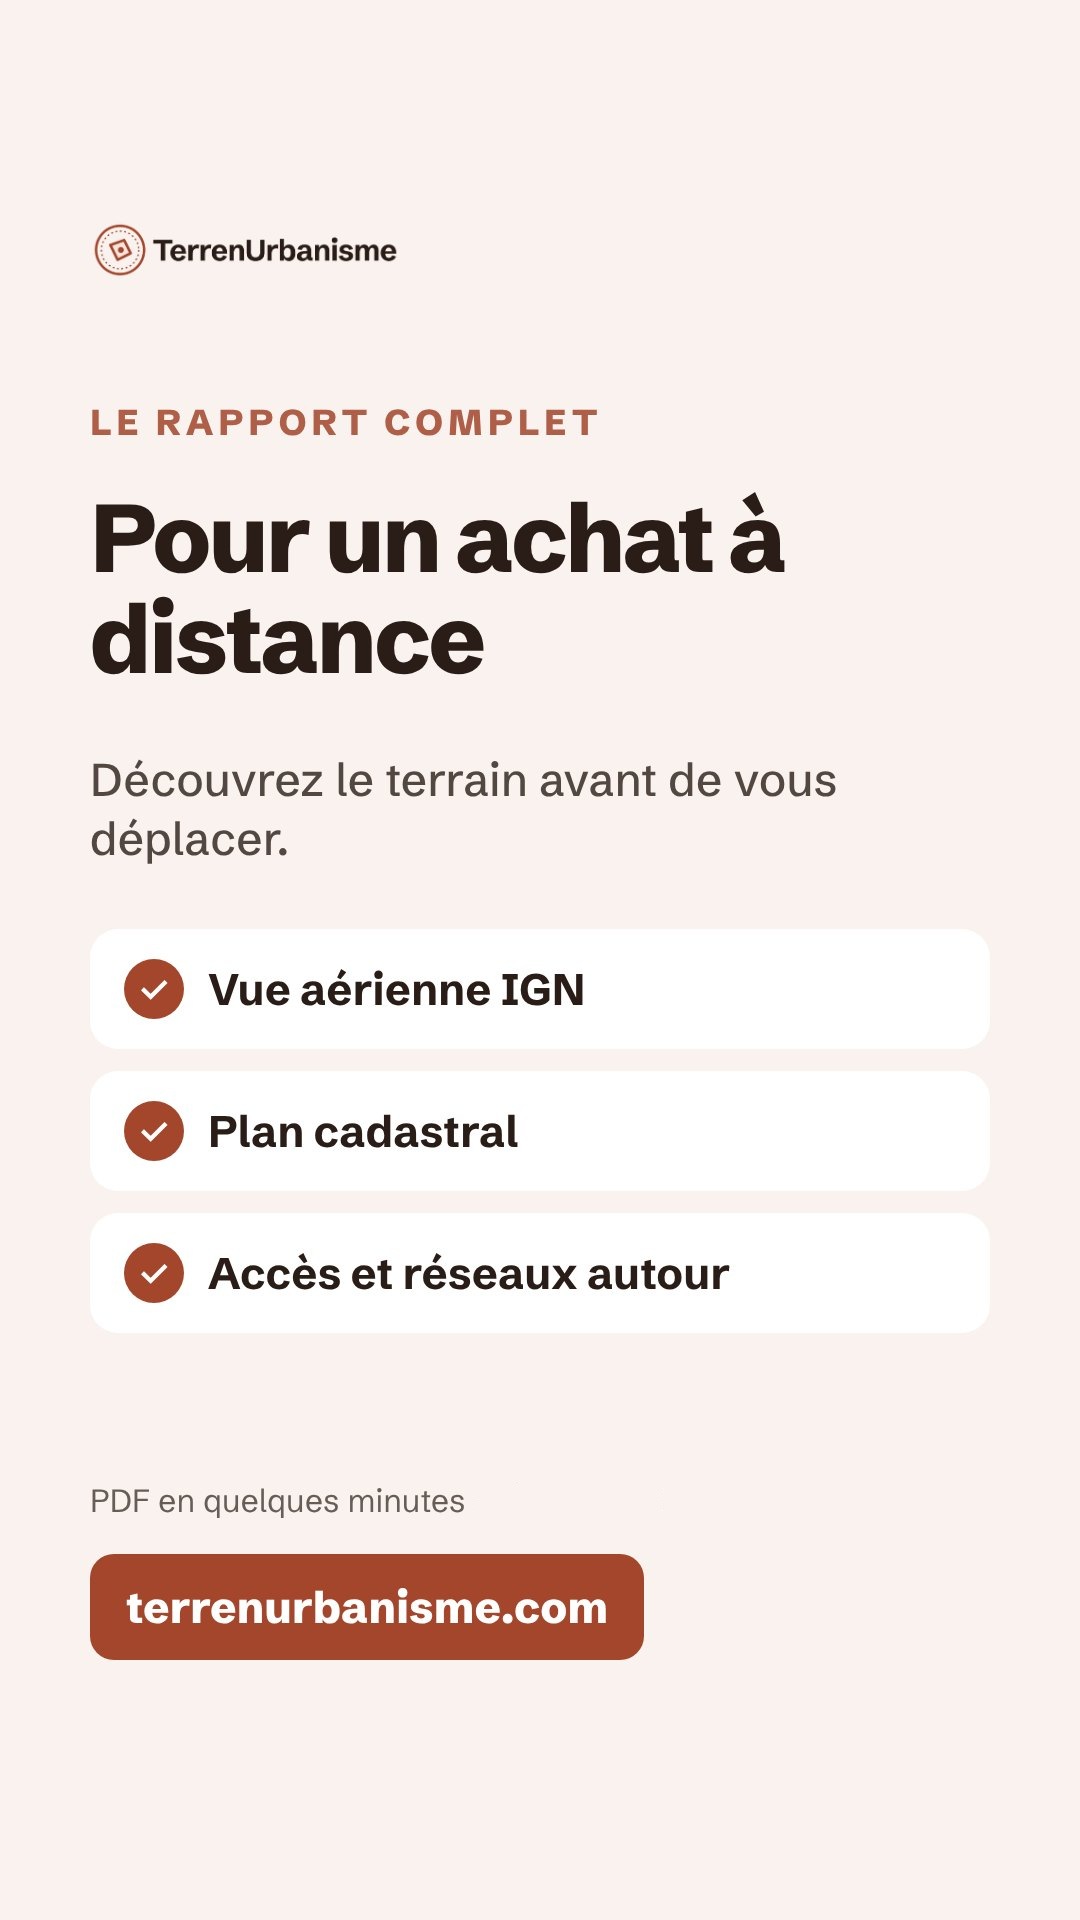 TerrenUrbanisme
LE RAPPORT COMPLET
Pour un achat à
distance
Découvrez le terrain avant de vous
déplacer.
Vue aérienne IGN
Plan cadastral
Accès et réseaux autour
PDF en quelques minutes
terrenurbanisme.com